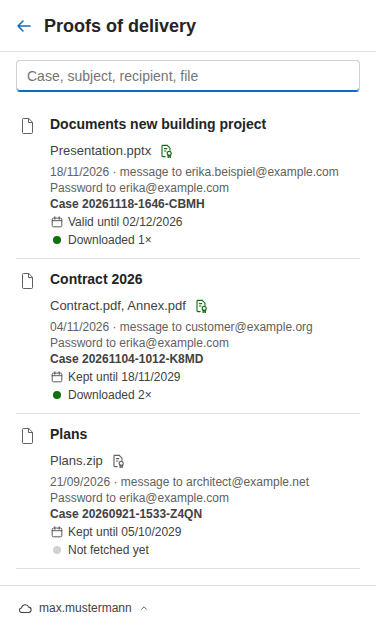 Proofs of delivery
Case, subject, recipient, file
Documents new building project
Presentation.pptx
18/11/2026 · message to erika.beispiel@example.com
Password to erika@example.com
Case 20261118-1646-CBMH
Valid until 02/12/2026
Downloaded 1×
Contract 2026
Contract.pdf, Annex.pdf
04/11/2026 · message to customer@example.org
Password to erika@example.com
Case 20261104-1012-K8MD
Kept until 18/11/2029
Downloaded 2×
Plans
Plans.zip
21/09/2026 · message to architect@example.net
Password to erika@example.com
Case 20260921-1533-Z4QN
Kept until 05/10/2029
Not fetched yet
max.mustermann